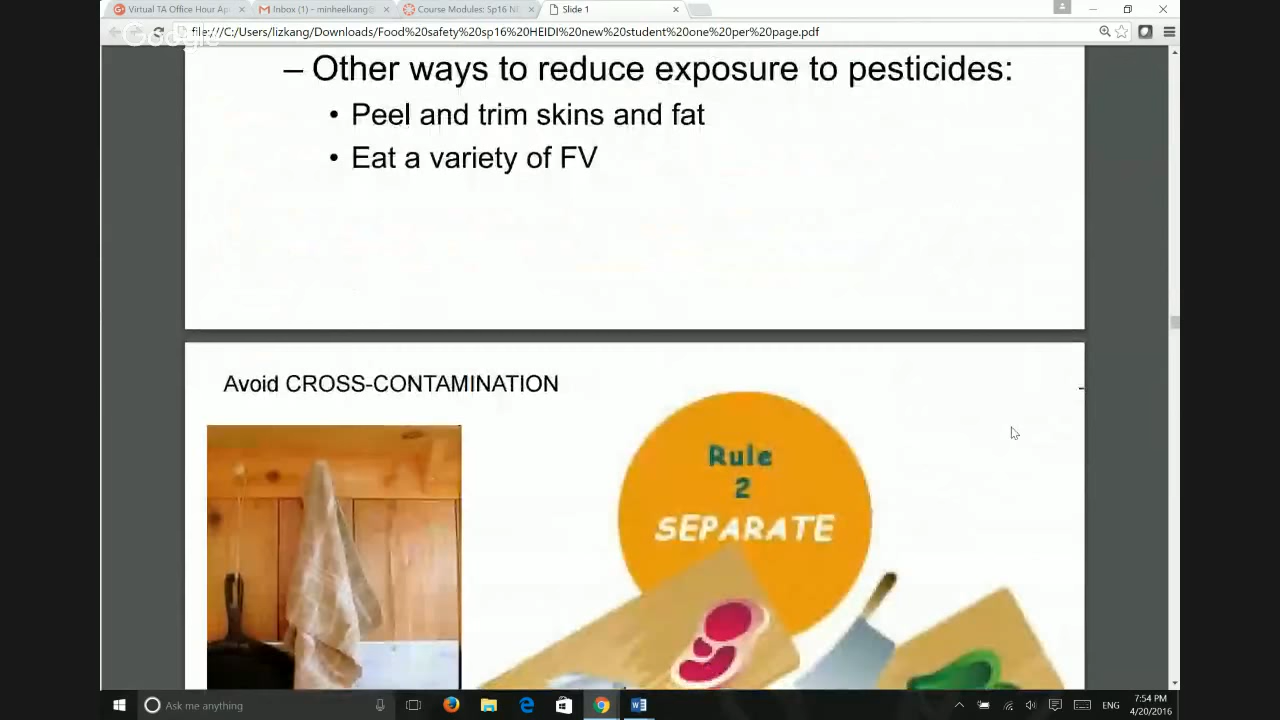 Virtual TA Office Hour Ap
Inbox (1) - minheelkang@
Course Modules: Sp16 N
Slide 1
file:///C:/Users/lizkang/Downloads/Food%20safety%20sp16%20HEIDI%20new%20student%20one%20per%20page.pdf
Google
– Other ways to reduce exposure to pesticides:
• Peel and trim skins and fat
• Eat a variety of FV
Avoid CROSS-CONTAMINATION
Rule
2
SEPARATE
Ask me anything
ENG
7:54 PM
4/20/2016